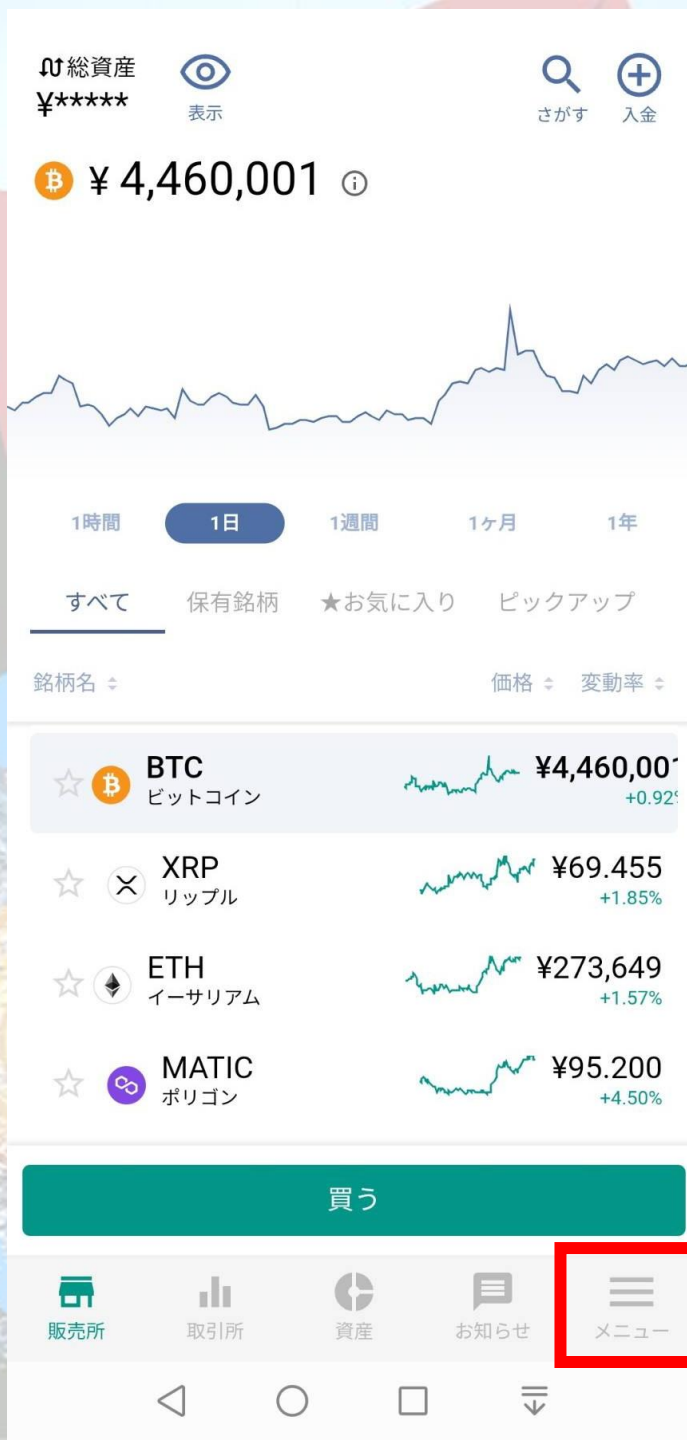 総資産
¥*****
表示
さがす
入金
¥ 4,460,001
1時間 1日 1週間 1ヶ月 1年
すべて 保有銘柄 ★お気に入り ピックアップ
銘柄名 価格 変動率
BTC ¥4,460,001
ビットコイン +0.92%
XRP ¥69.455
リップル +1.85%
ETH ¥273,649
イーサリアム +1.57%
MATIC ¥95.200
ポリゴン +4.50%
買う
販売所 取引所 資産 お知らせ メニュー